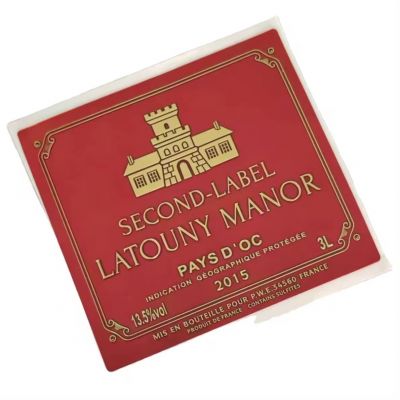 SECOND-LABEL
LATOUNY MANOR
PAYS D'OC
INDICATION GÉOGRAPHIQUE PROTÉGÉE
2015
13.5%vol
3L
MIS EN BOUTEILLE POUR P.W.E.34560 FRANCE
PRODUIT DE FRANCE CONTAINS SULFITES